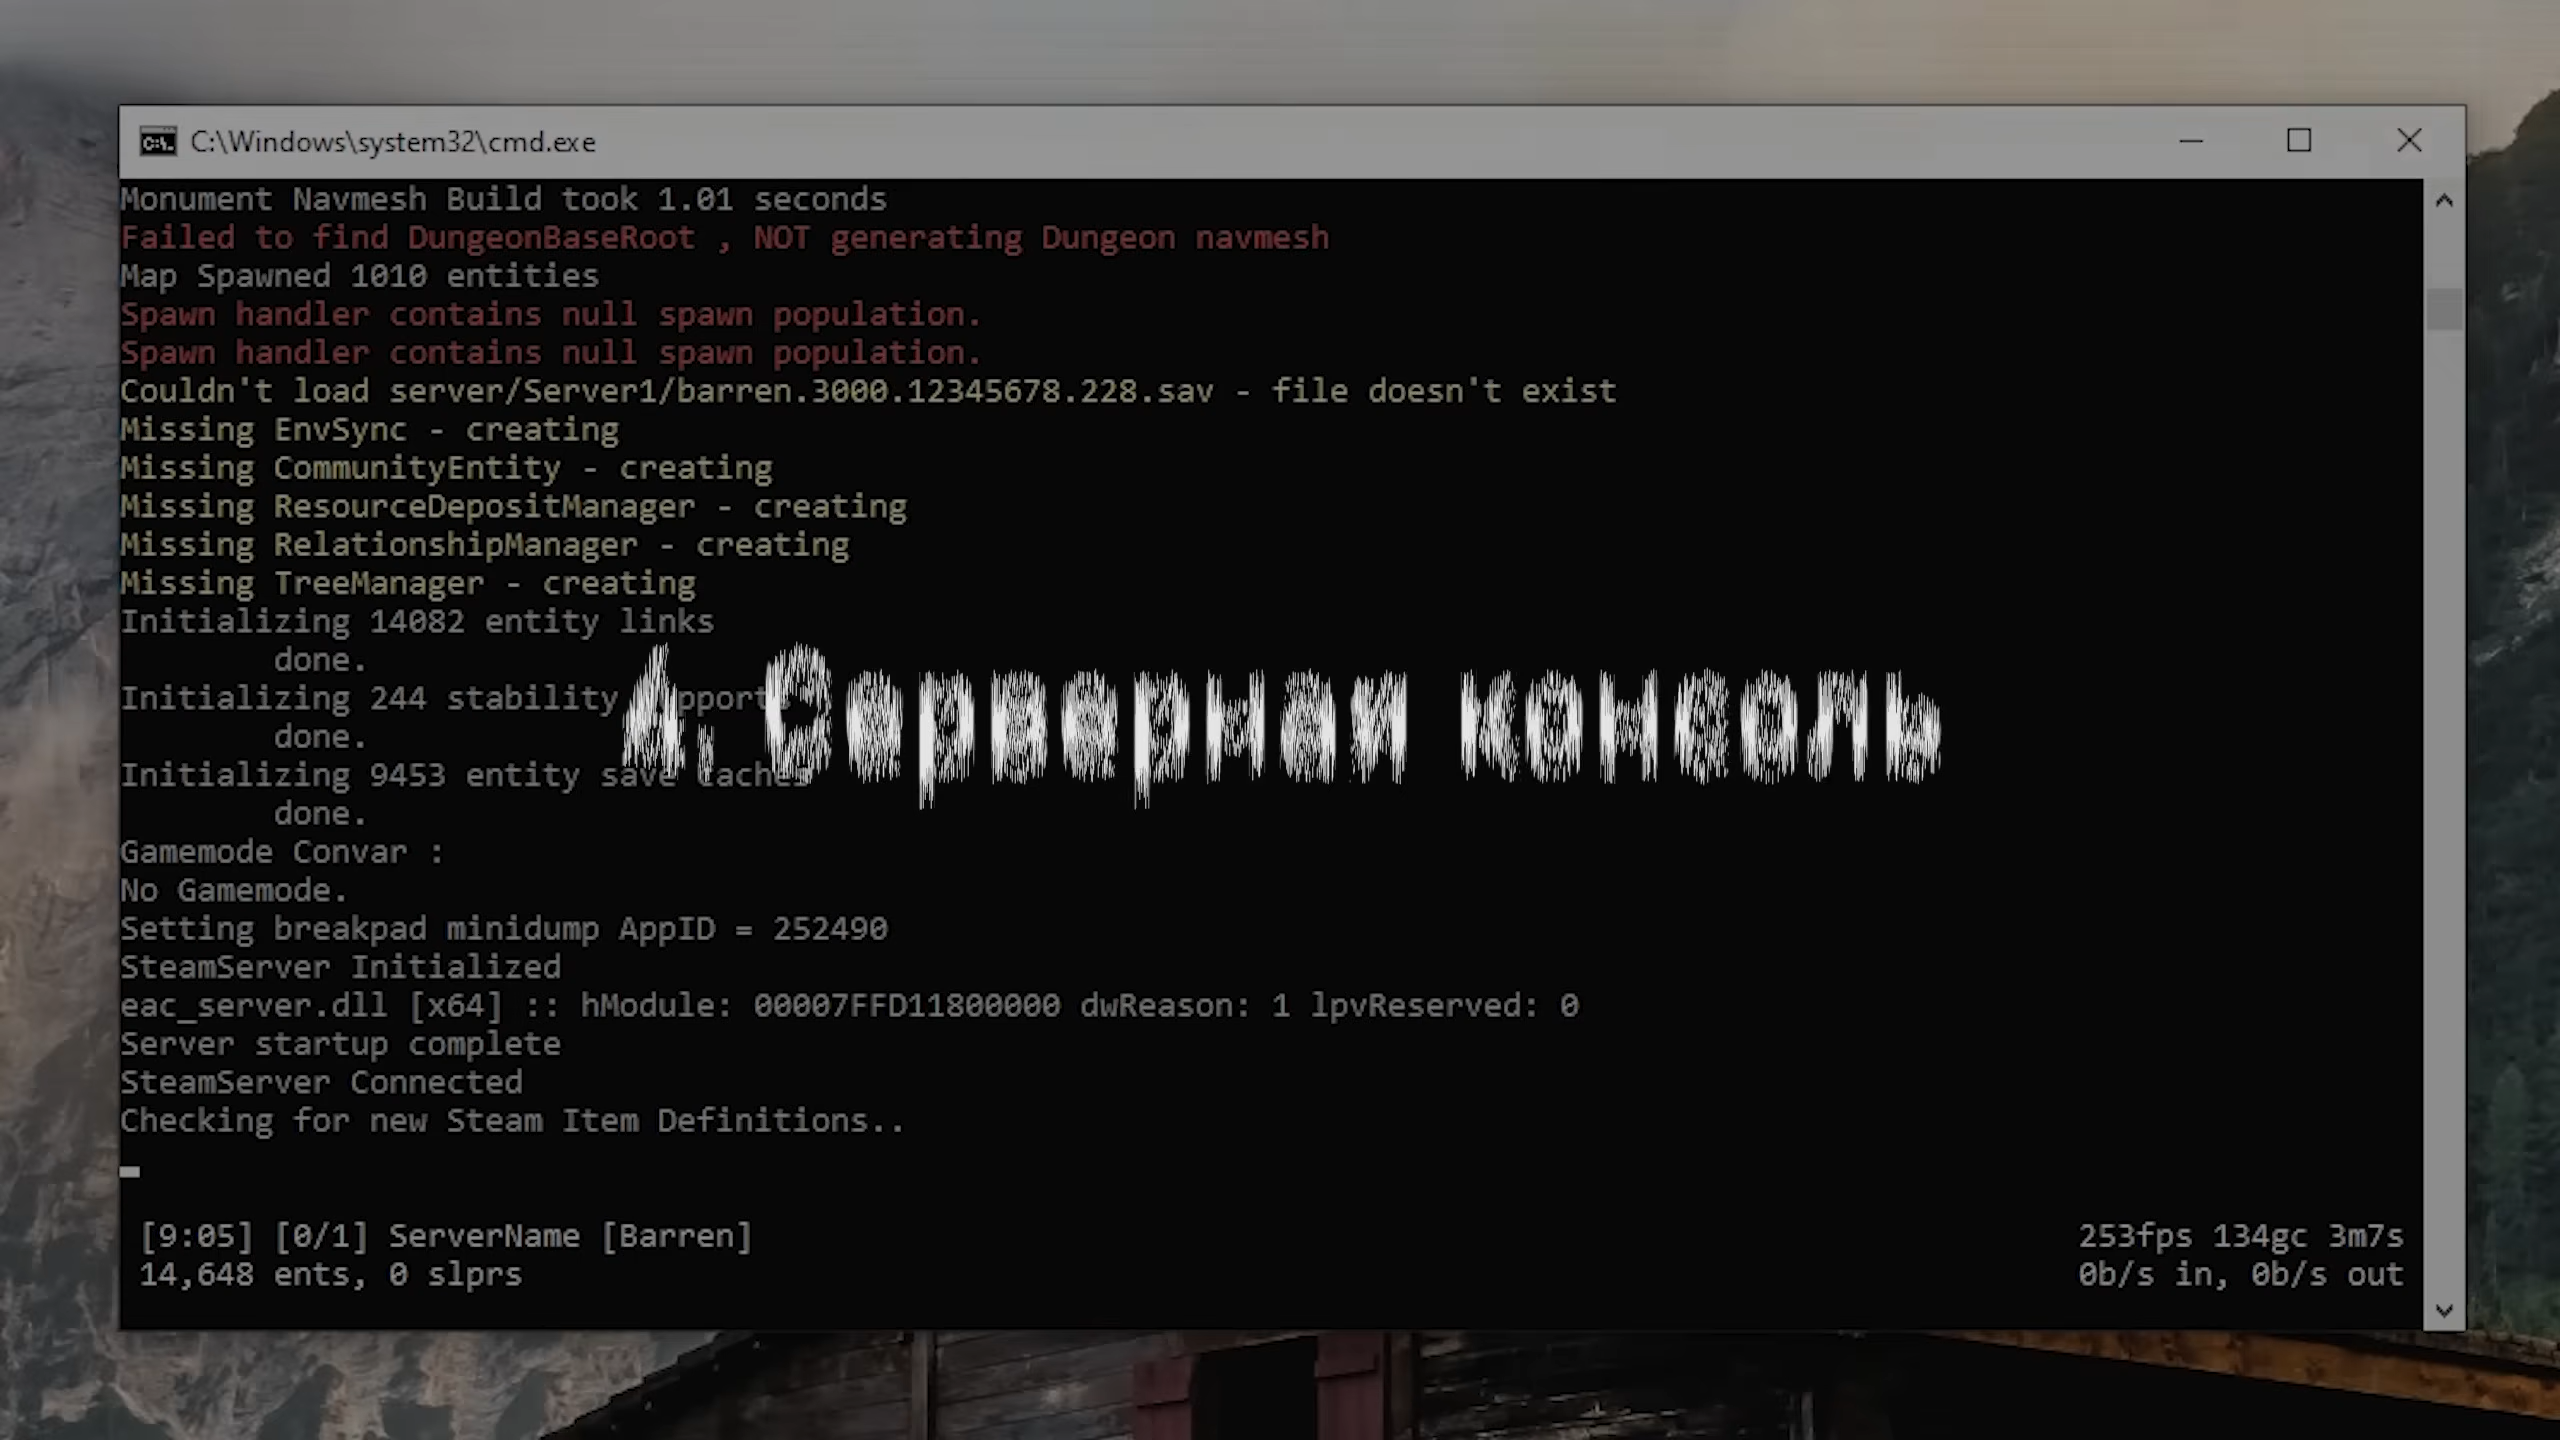 C:\Windows\system32\cmd.exe
Monument Navmesh Build took 1.01 seconds
Failed to find DungeonBaseRoot , NOT generating Dungeon navmesh
Map Spawned 1010 entities
Spawn handler contains null spawn population.
Spawn handler contains null spawn population.
Couldn't load server/Server1/barren.3000.12345678.228.sav - file doesn't exist
Missing EnvSync - creating
Missing CommunityEntity - creating
Missing ResourceDepositManager - creating
Missing RelationshipManager - creating
Missing TreeManager - creating
Initializing 14082 entity links
done.
Initializing 244 stability supports
4. Серверная консоль
done.
Initializing 9453 entity save caches
done.
Gamemode Convar :
No Gamemode.
Setting breakpad minidump AppID = 252490
SteamServer Initialized
eac_server.dll [x64] :: hModule: 00007FFD11800000 dwReason: 1 lpvReserved: 0
Server startup complete
SteamServer Connected
Checking for new Steam Item Definitions..
[9:05] [0/1] ServerName [Barren] 253fps 134gc 3m7s
14,648 ents, 0 slprs 0b/s in, 0b/s out